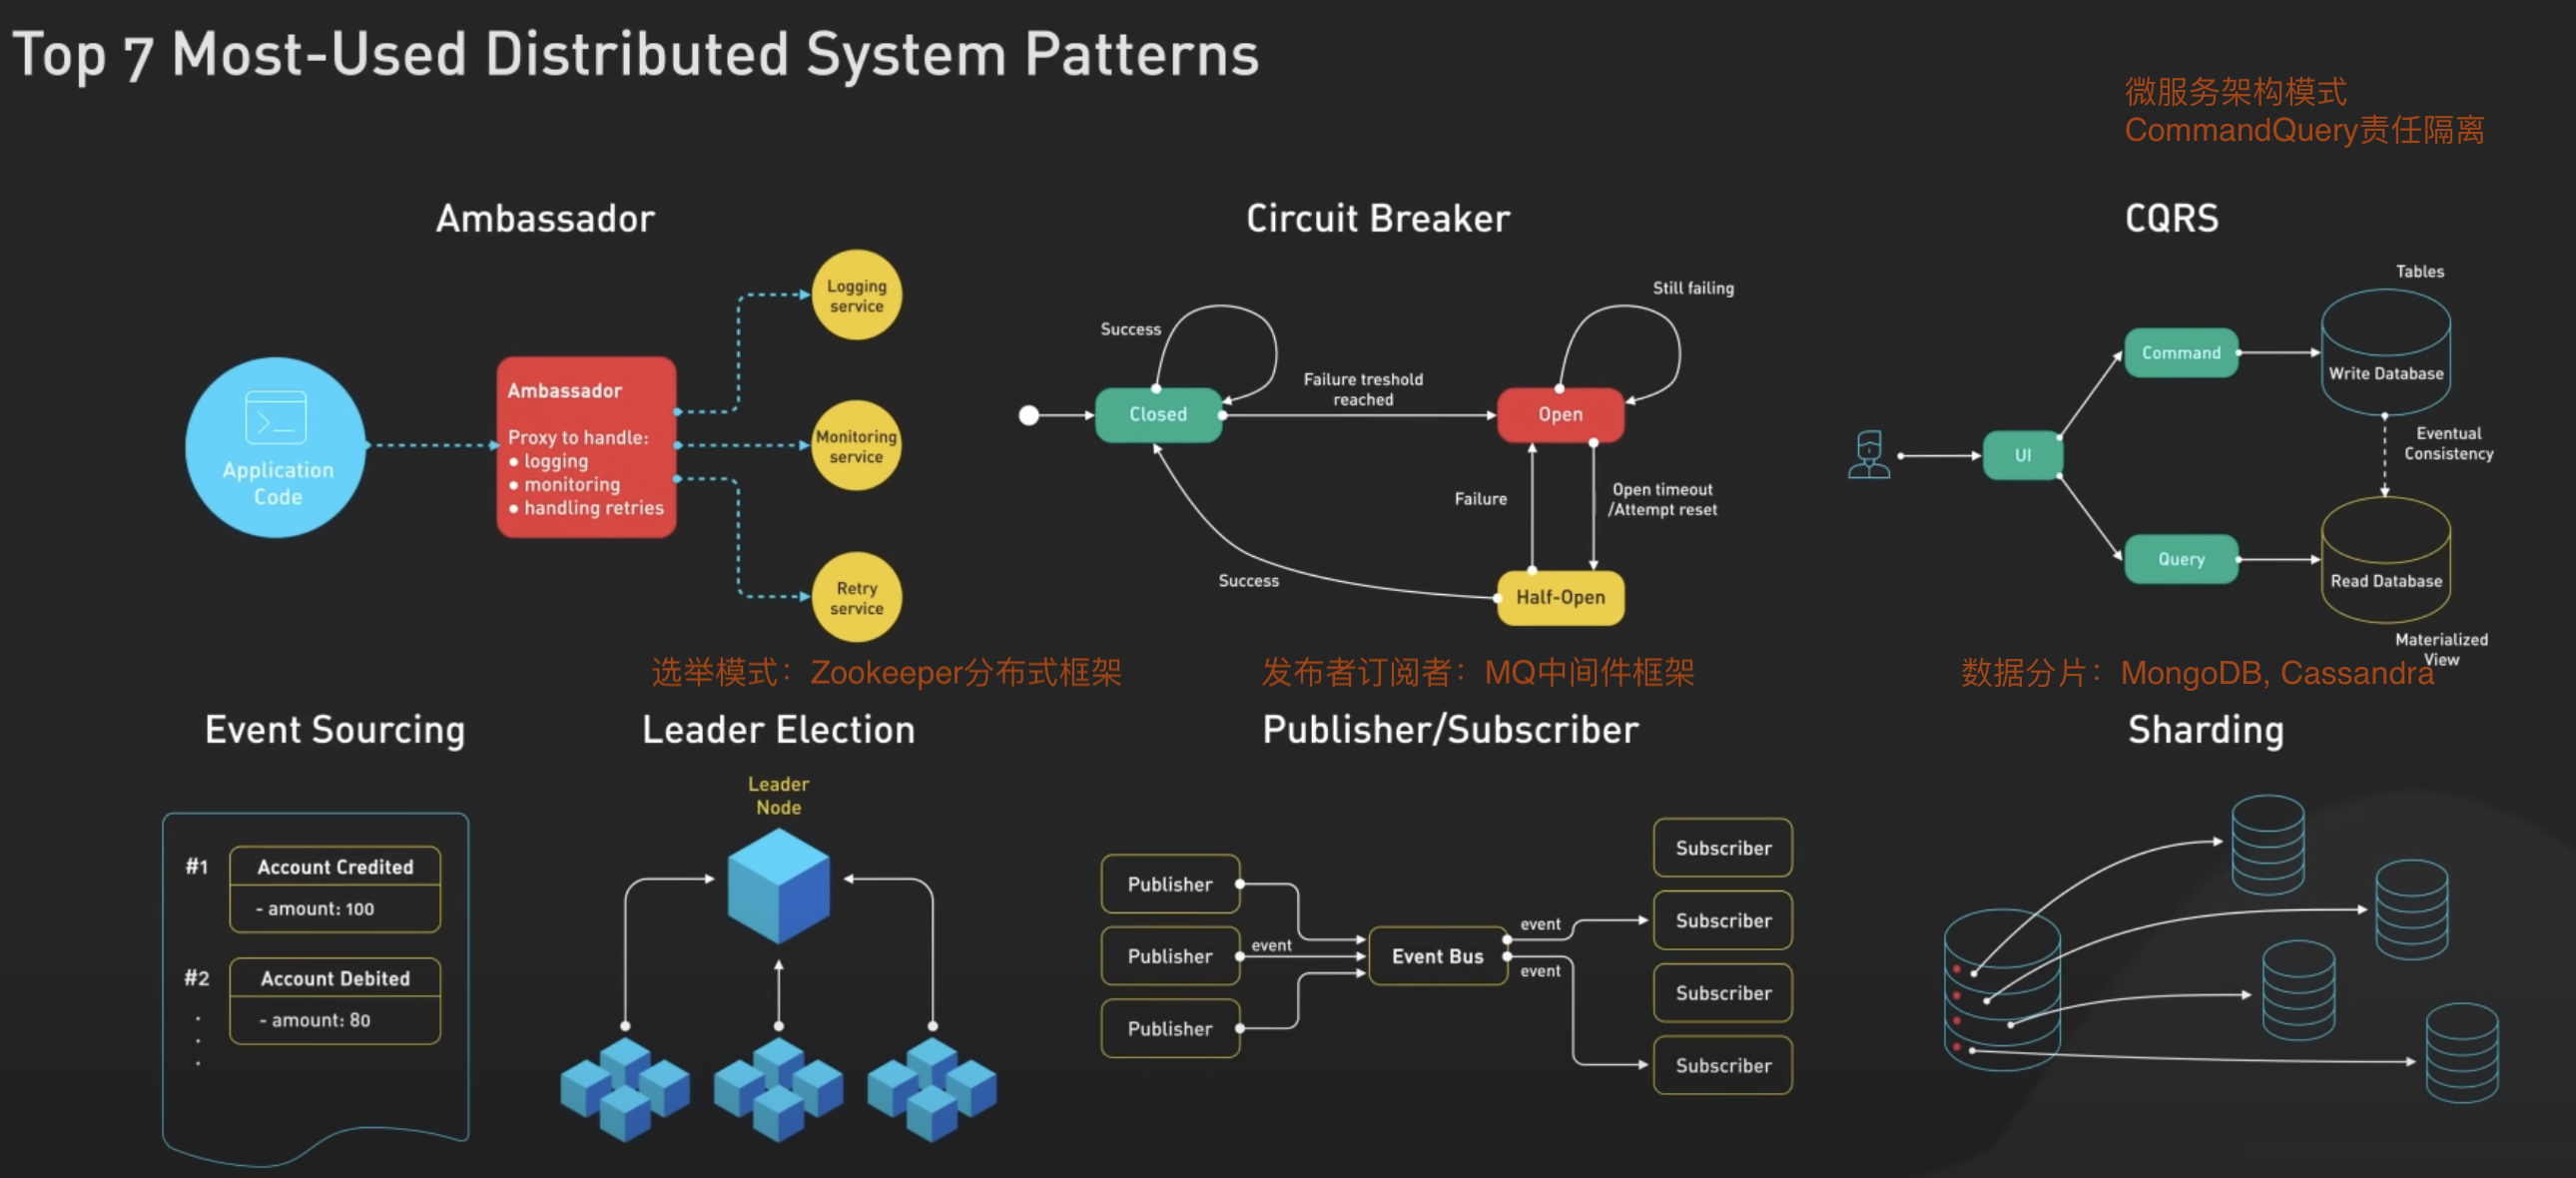 Top 7 Most-Used Distributed System Patterns
微服务架构模式
CommandQuery责任隔离
Ambassador
Application
Code
Ambassador
Proxy to handle:
● logging
● monitoring
● handling retries
Logging
service
Monitoring
service
Retry
service
Circuit Breaker
Success
Closed
Failure treshold
reached
Still failing
Open
Failure
Open timeout
/Attempt reset
Success
Half-Open
CQRS
UI
Command
Query
Tables
Write Database
Eventual
Consistency
Read Database
Materialized
View
选举模式：Zookeeper分布式框架
发布者订阅者：MQ中间件框架
数据分片：MongoDB, Cassandra
Event Sourcing
#1
Account Credited
- amount: 100
#2
Account Debited
- amount: 80
Leader Election
Leader
Node
Publisher/Subscriber
Publisher
Publisher
Publisher
event
Event Bus
event
event
Subscriber
Subscriber
Subscriber
Subscriber
Sharding